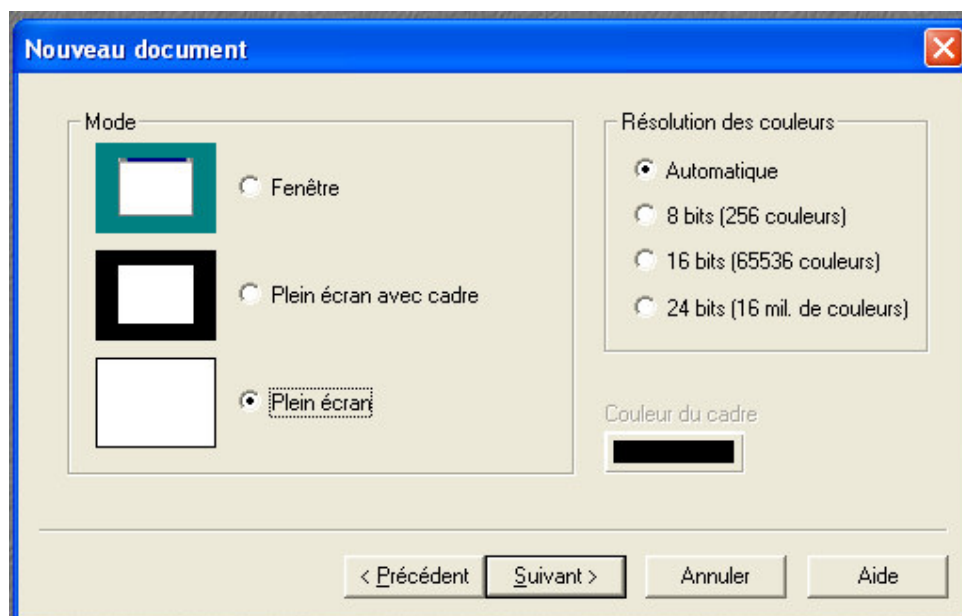 Nouveau document
Mode
Fenêtre
Plein écran avec cadre
Plein écran
Résolution des couleurs
Automatique
8 bits (256 couleurs)
16 bits (65536 couleurs)
24 bits (16 mil. de couleurs)
Couleur du cadre
< Précédent
Suivant >
Annuler
Aide